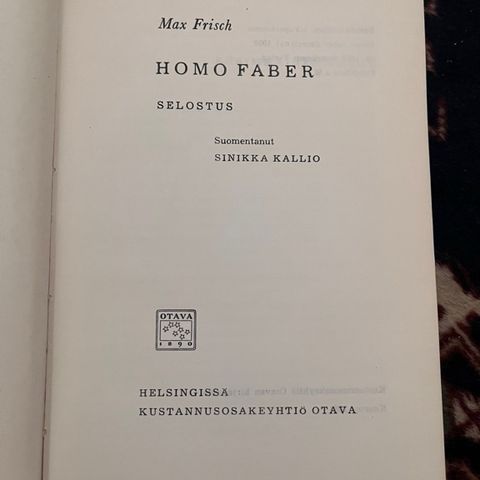 Max Frisch
HOMO FABER
SELOSTUS
Suomentanut
SINIKKA KALLIO
OTAVA
1890
HELSINGISSÄ
KUSTANNUSOSAKEYHTIÖ OTAVA